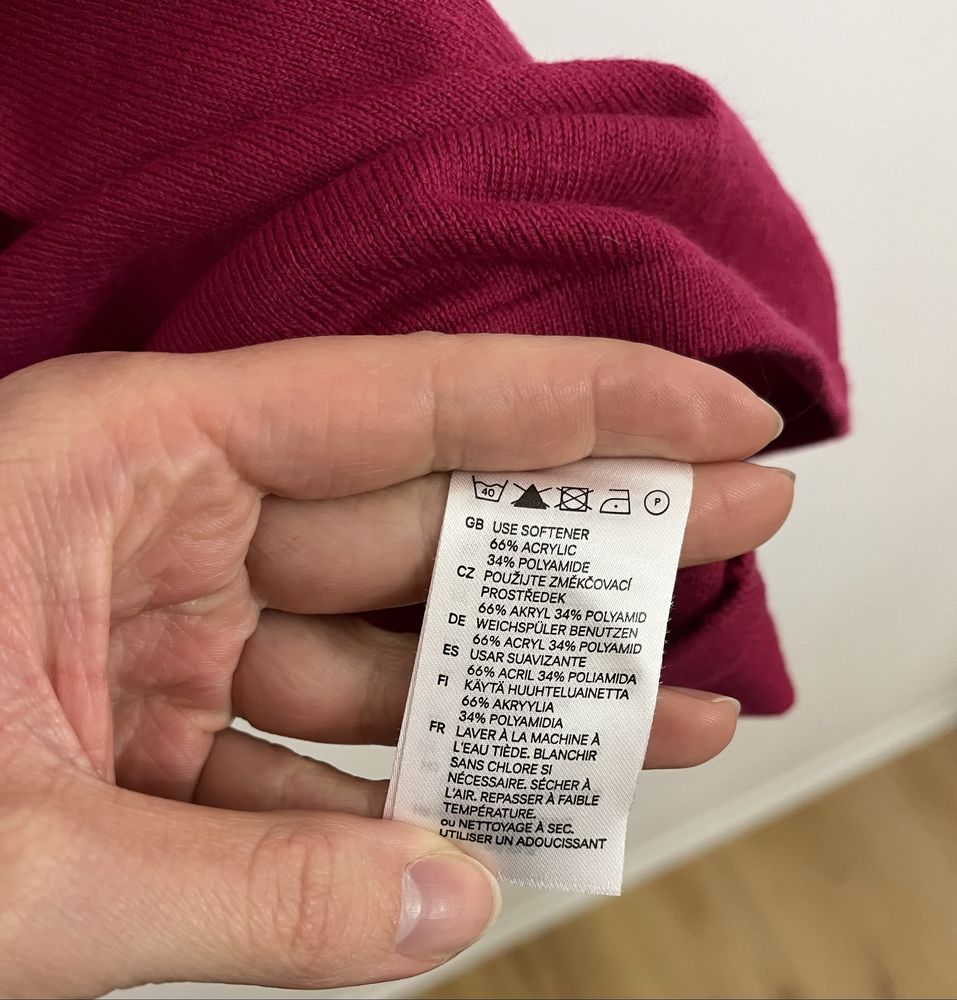 40 P
GB USE SOFTENER
66% ACRYLIC
34% POLYAMIDE
CZ POUŽIJTE ZMĚKČOVACÍ
PROSTŘEDEK
66% AKRYL 34% POLYAMID
DE WEICHSPÜLER BENUTZEN
66% ACRYL 34% POLYAMID
ES USAR SUAVIZANTE
66% ACRIL 34% POLIAMIDA
FI KÄYTÄ HUUHTELUAINETTA
66% AKRYYLIA
34% POLYAMIDIA
FR LAVER À LA MACHINE À
L'EAU TIÈDE. BLANCHIR
SANS CHLORE SI
NÉCESSAIRE. SÉCHER À
L'AIR. REPASSER À FAIBLE
TEMPÉRATURE.
ou NETTOYAGE À SEC.
UTILISER UN ADOUCISSANT